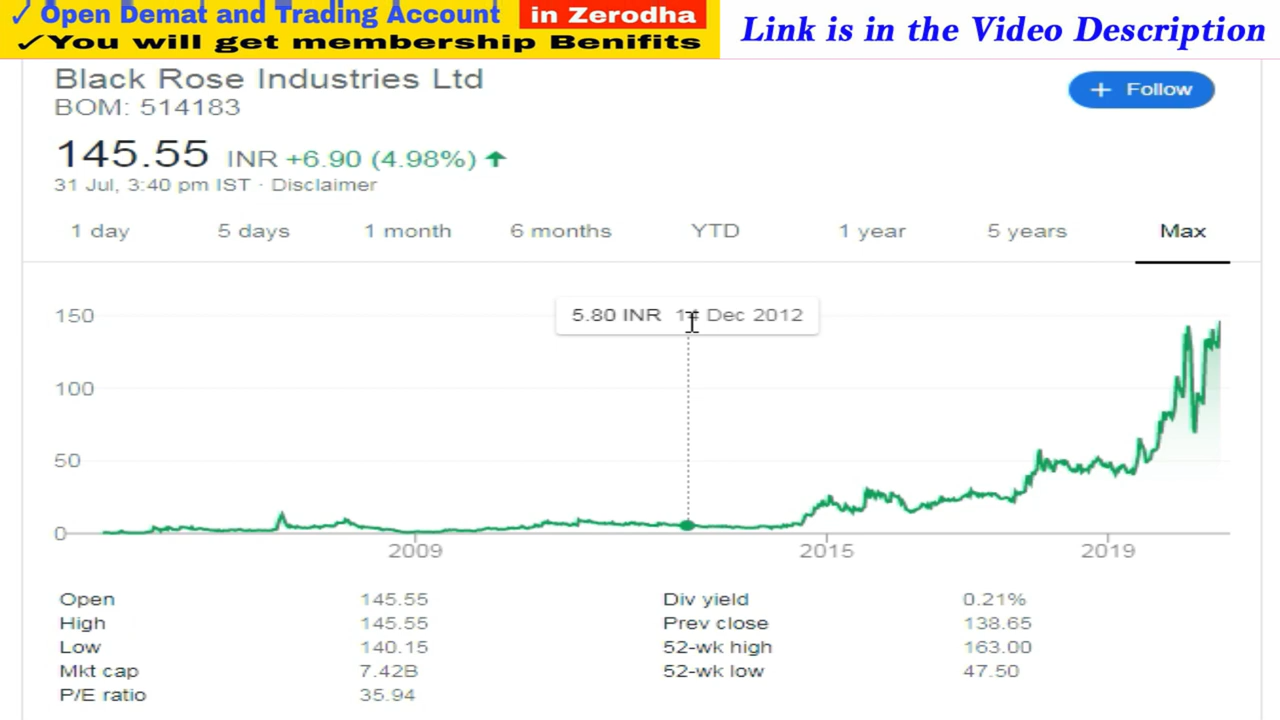 ✓ Open Demat and Trading Account in Zerodha
✓You will get membership Benifits
Link is in the Video Description
Black Rose Industries Ltd
BOM: 514183
+ Follow
145.55 INR +6.90 (4.98%) ↑
31 Jul, 3:40 pm IST · Disclaimer
1 day 5 days 1 month 6 months YTD 1 year 5 years Max
5.80 INR 14 Dec 2012
150
100
50
0
2009 2015 2019
Open 145.55 Div yield 0.21%
High 145.55 Prev close 138.65
Low 140.15 52-wk high 163.00
Mkt cap 7.42B 52-wk low 47.50
P/E ratio 35.94